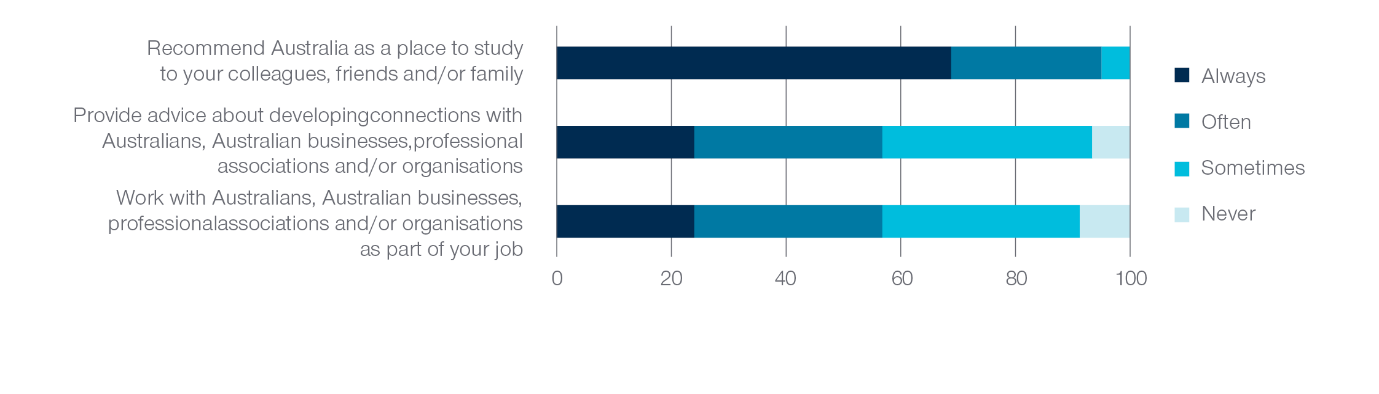 Recommend Australia as a place to study
to your colleagues, friends and/or family
Provide advice about developingconnections with
Australians, Australian businesses,professional
associations and/or organisations
Work with Australians, Australian businesses,
professionalassociations and/or organisations
as part of your job
0 20 40 60 80 100
Always
Often
Sometimes
Never